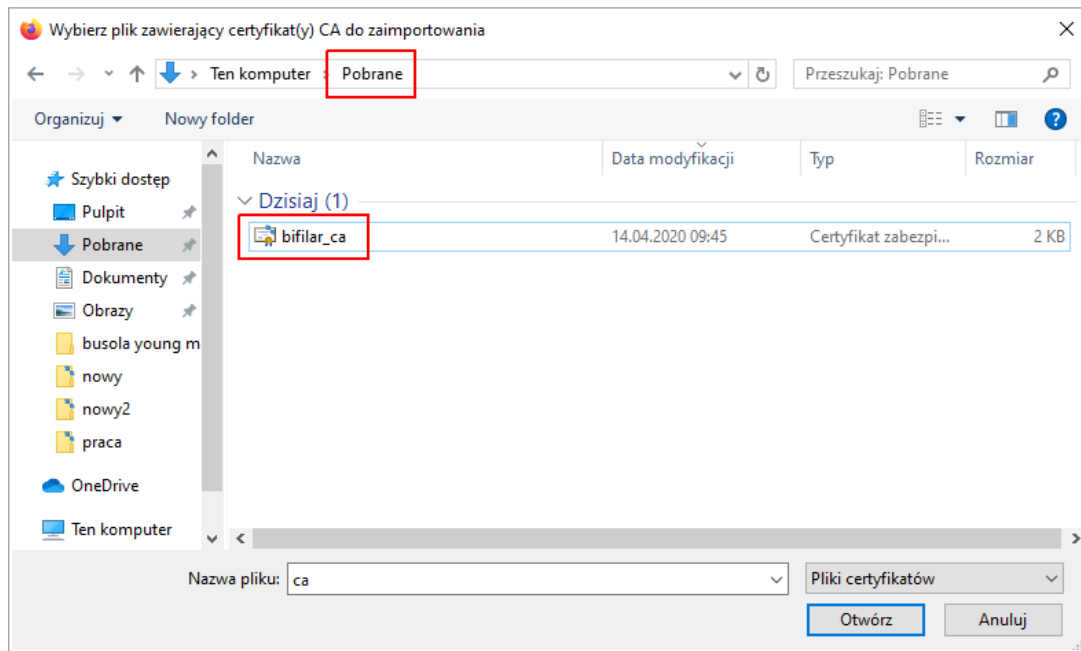 Wybierz plik zawierający certyfikat(y) CA do zaimportowania
Ten komputer Pobrane
Przeszukaj: Pobrane
Organizuj Nowy folder
Nazwa Data modyfikacji Typ Rozmiar
Szybki dostęp
Pulpit
Pobrane
Dokumenty
Obrazy
busola young m
nowy
nowy2
praca
OneDrive
Ten komputer
Dzisiaj (1)
bifilar_ca 14.04.2020 09:45 Certyfikat zabezpi... 2 KB
Nazwa pliku: ca
Pliki certyfikatów
Otwórz Anuluj